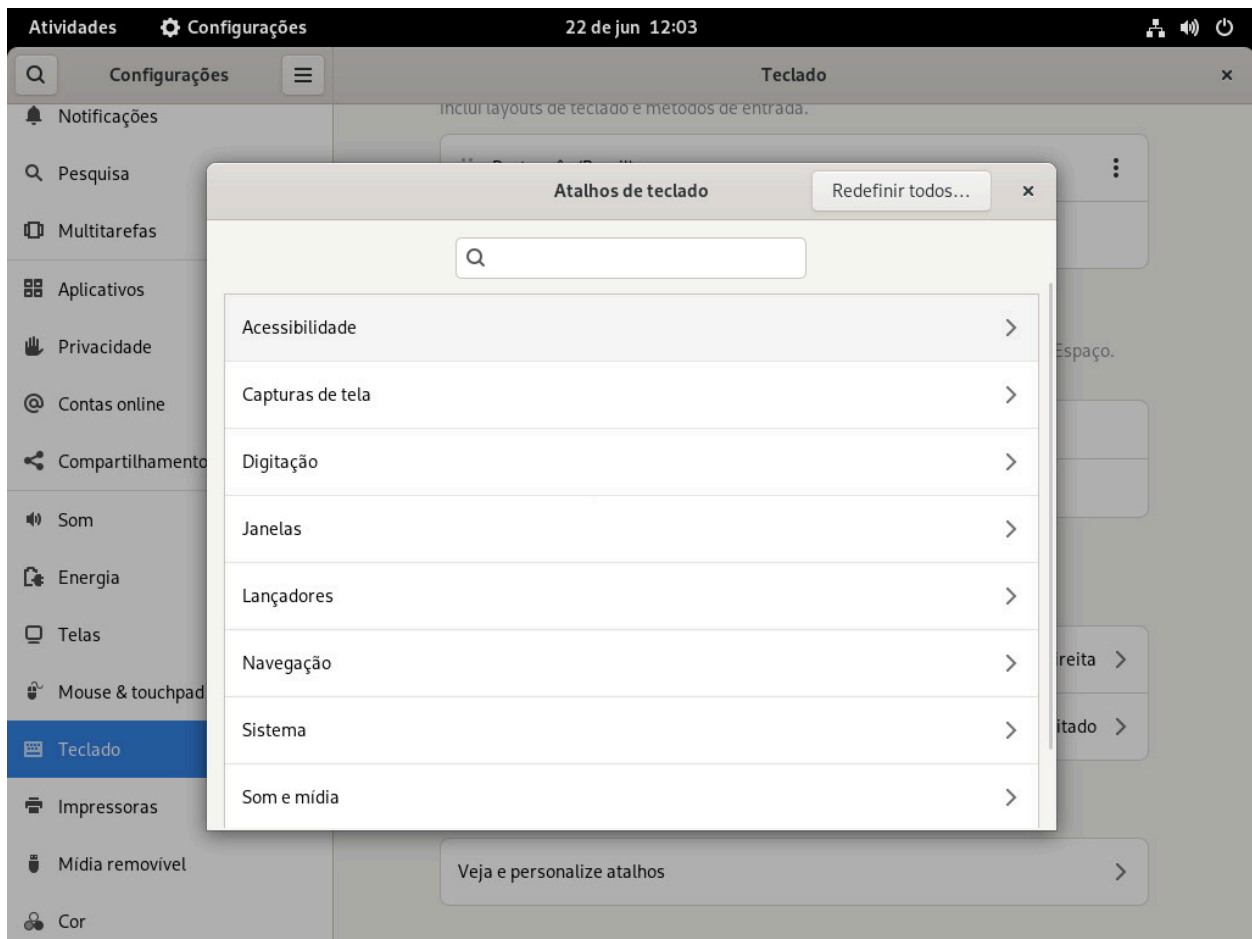 Atividades
Configurações
22 de jun 12:03
Configurações
Teclado
Notificações
Pesquisa
Multitarefas
Aplicativos
Privacidade
Contas online
Compartilhamento
Som
Energia
Telas
Mouse & touchpad
Teclado
Impressoras
Mídia removível
Cor
Inclui layouts de teclado e métodos de entrada.
Atalhos de teclado
Redefinir todos...
Acessibilidade
Capturas de tela
Digitação
Janelas
Lançadores
Navegação
Sistema
Som e mídia
Espaço.
reita
itado
Veja e personalize atalhos